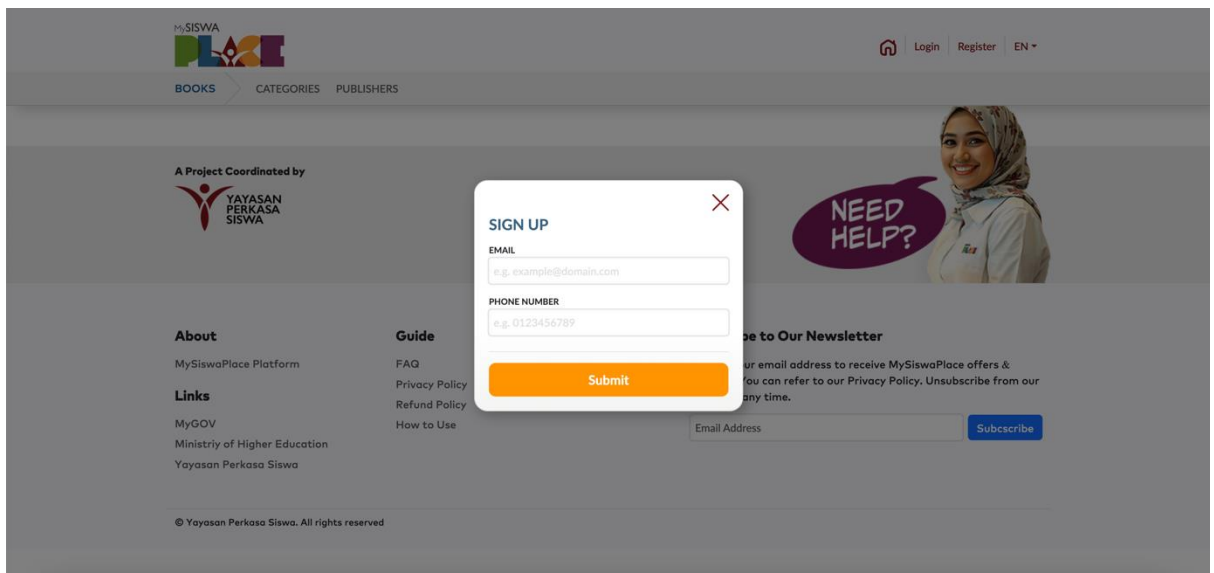 MySISWA
PLACE
Login Register EN
BOOKS CATEGORIES PUBLISHERS
A Project Coordinated by
YAYASAN
PERKASA
SISWA
NEED
HELP?
SIGN UP
EMAIL
e.g. example@domain.com
PHONE NUMBER
e.g. 0123456789
Submit
About
MySiswaPlace Platform
Links
MyGOV
Ministriy of Higher Education
Yayasan Perkasa Siswa
Guide
FAQ
Privacy Policy
Refund Policy
How to Use
be to Our Newsletter
ur email address to receive MySiswaPlace offers &
You can refer to our Privacy Policy. Unsubscribe from our
any time.
Email Address Subcscribe
© Yayasan Perkasa Siswa. All rights reserved